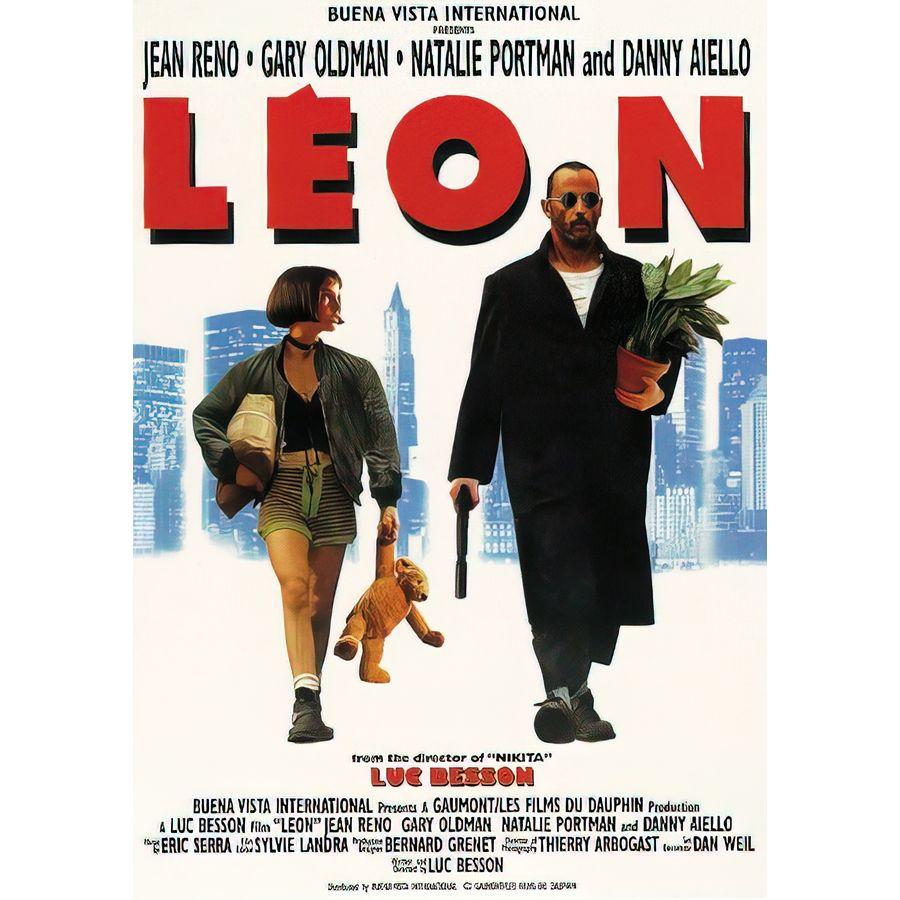 BUENA VISTA INTERNATIONAL
PRESENTS
JEAN RENO • GARY OLDMAN • NATALIE PORTMAN and DANNY AIELLO
LÉON
from the director of "NIKITA"
LUC BESSON
BUENA VISTA INTERNATIONAL Presents A GAUMONT/LES FILMS DU DAUPHIN Production
A LUC BESSON film "LEON" JEAN RENO GARY OLDMAN NATALIE PORTMAN and DANNY AIELLO
ERIC SERRA SYLVIE LANDRA BERNARD GRENET THIERRY ARBOGAST DAN WEIL
LUC BESSON